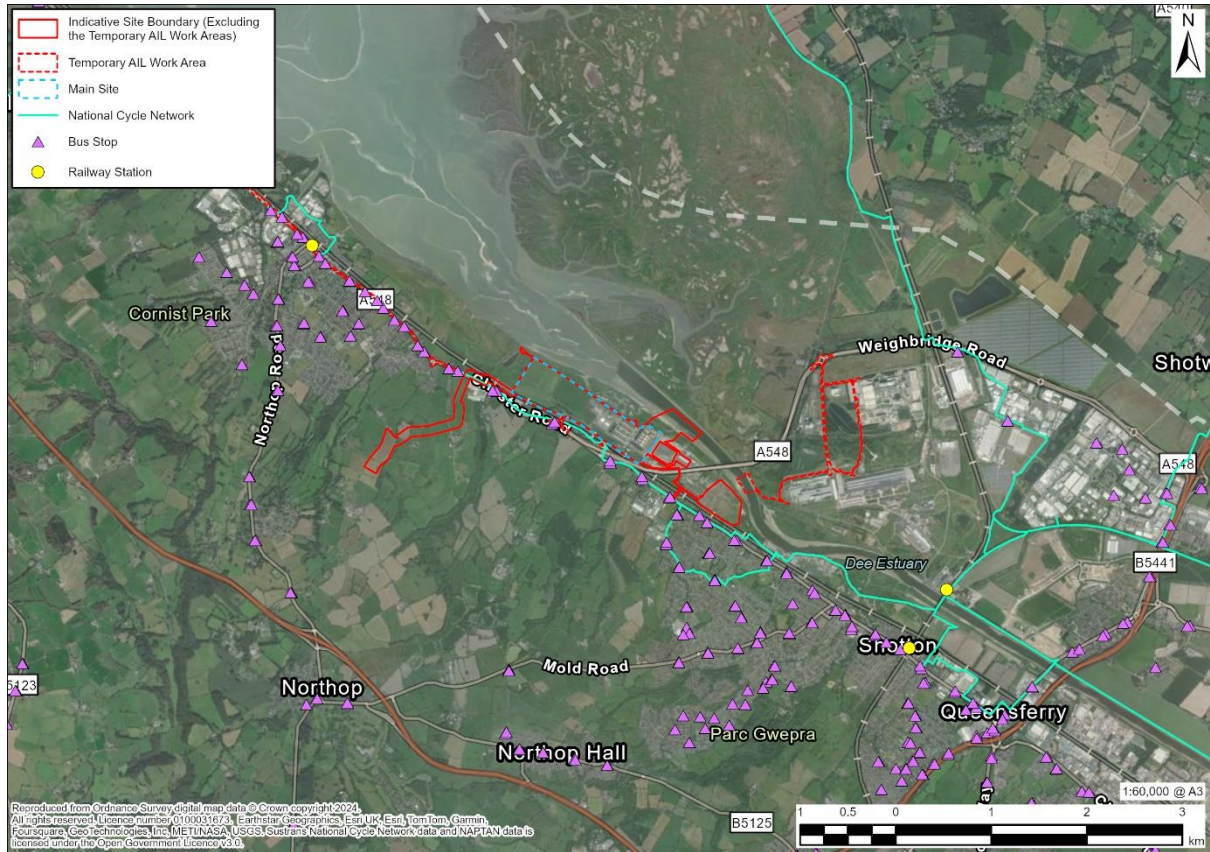 Indicative Site Boundary (Excluding
the Temporary AIL Work Areas)
Temporary AIL Work Area
Main Site
National Cycle Network
Bus Stop
Railway Station
N
Cornist Park
A548
Northop Road
Chester Road
Weighbridge Road
Shotw
A548
A548
Dee Estuary
B5441
Shotton
Mold Road
5123
Northop
Queensferry
Parc Gwepra
Northop Hall
B5125
1:60,000 @ A3
1 0.5 0 1 2 3
km
Reproduced from Ordnance Survey digital map data © Crown copyright 2024.
All rights reserved. Licence number 0100031673. Earthstar Geographics, Esri UK, Esri, TomTom, Garmin,
Foursquare, GeoTechnologies, Inc, METI/NASA, USGS, Sustrans National Cycle Network data and NAPTAN data is
licensed under the Open Government Licence v3.0.